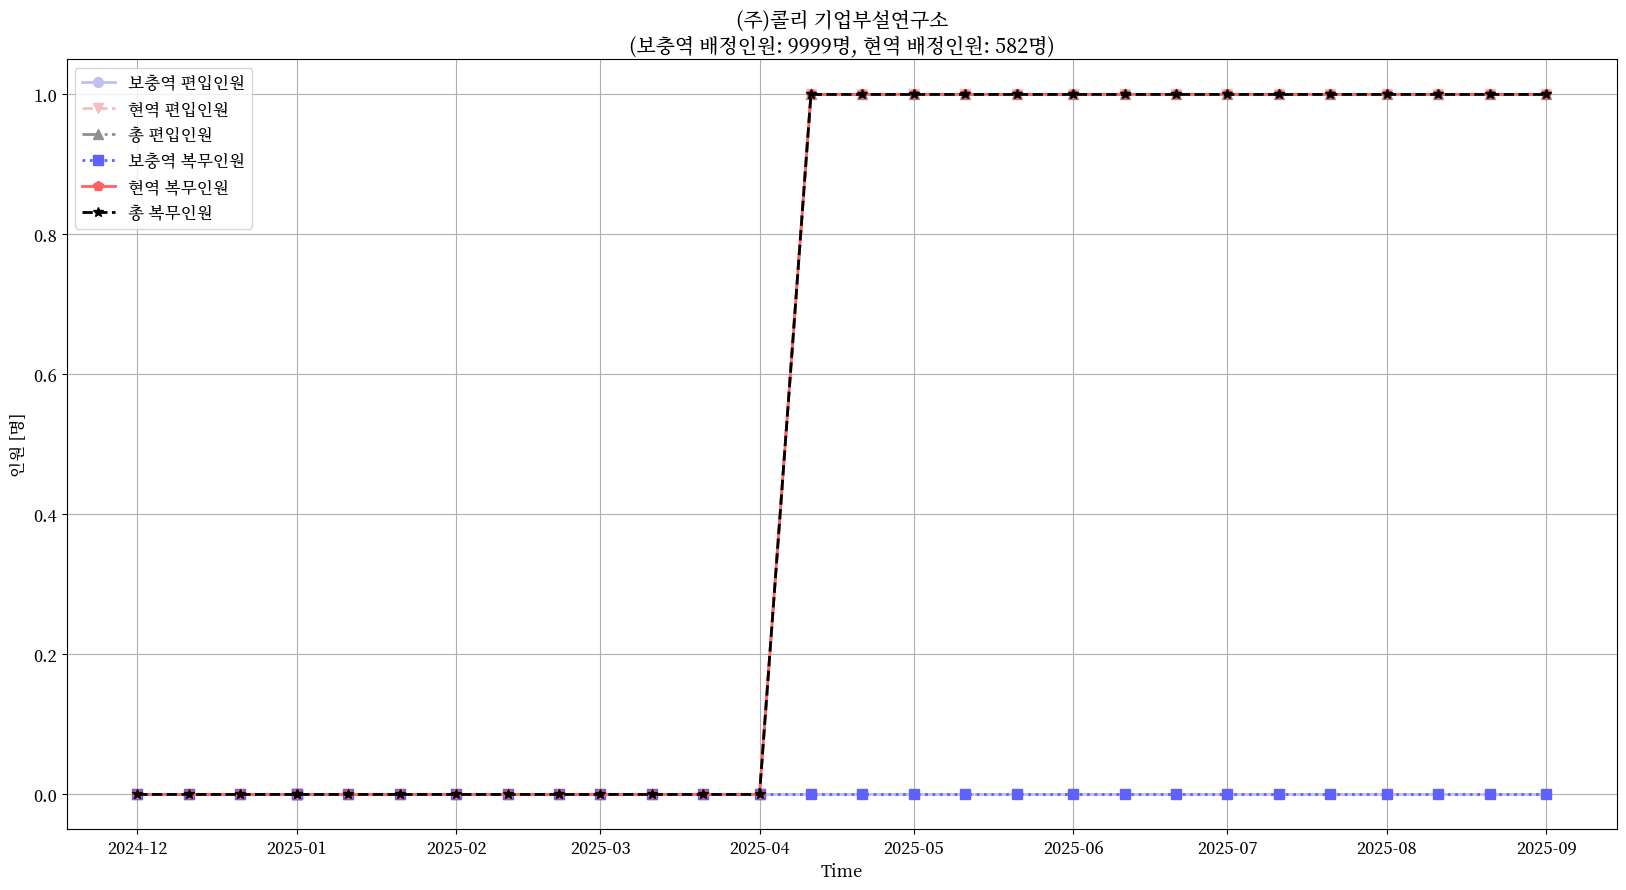 (주)콜리 기업부설연구소
(보충역 배정인원: 9999명, 현역 배정인원: 582명)
보충역 편입인원
현역 편입인원
총 편입인원
보충역 복무인원
현역 복무인원
총 복무인원
1.0
0.8
0.6
0.4
0.2
0.0
인원 [명]
2024-12 2025-01 2025-02 2025-03 2025-04 2025-05 2025-06 2025-07 2025-08 2025-09
Time